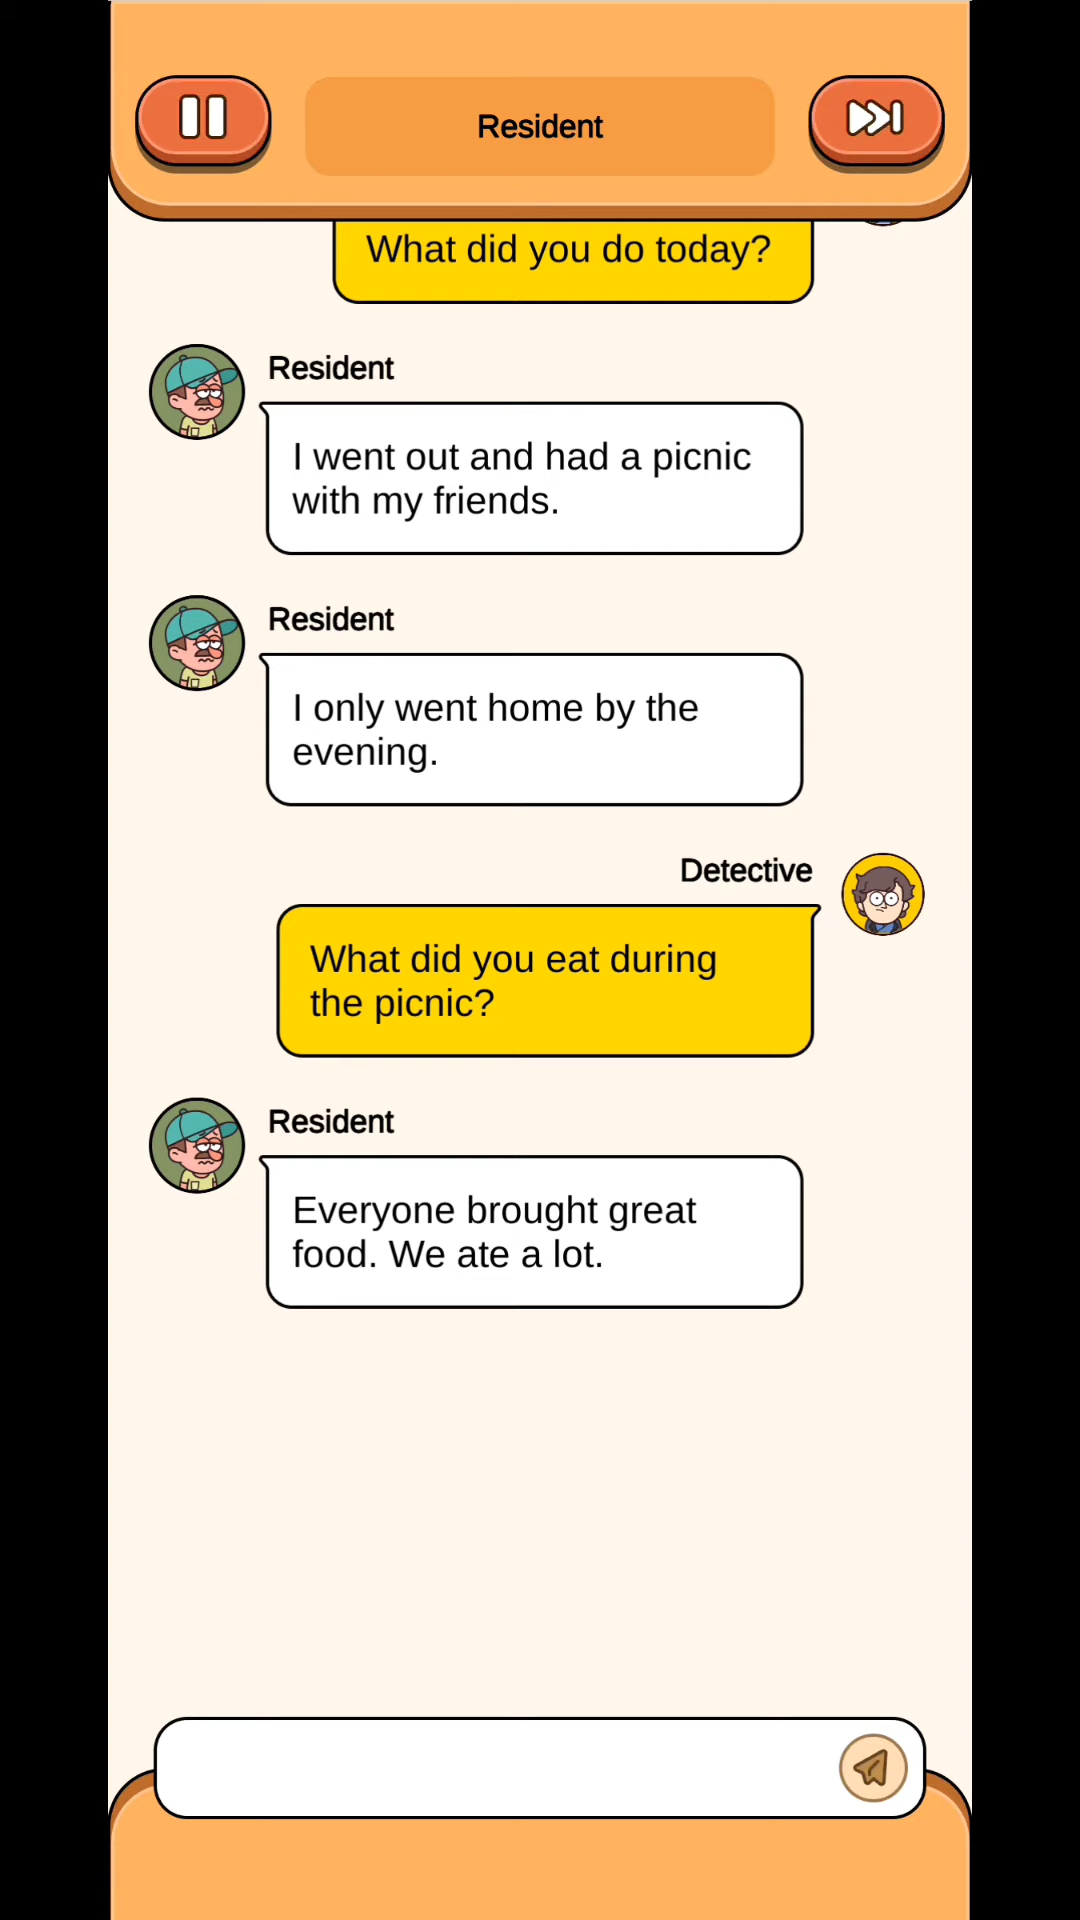 Resident
What did you do today?
Resident
I went out and had a picnic
with my friends.
Resident
I only went home by the
evening.
Detective
What did you eat during
the picnic?
Resident
Everyone brought great
food. We ate a lot.